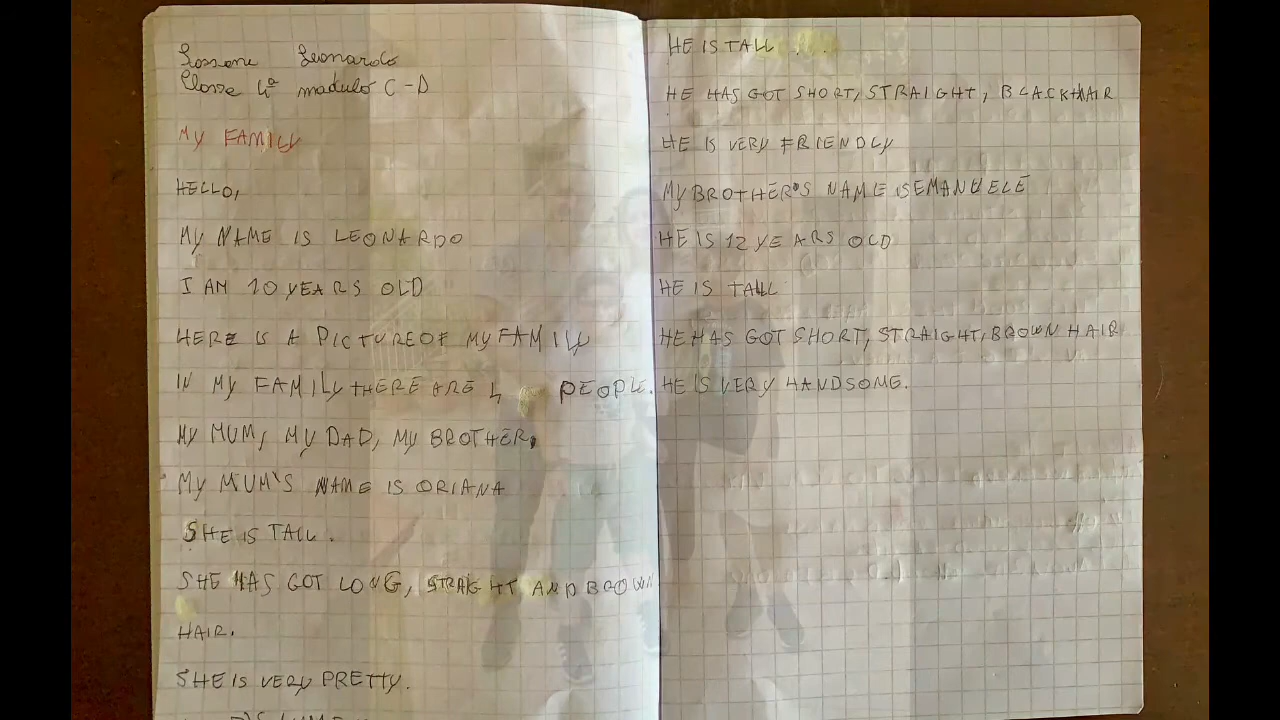 Leonardo
Classe 4ª modulo C-D
MY FAMILY
HELLO,
MY NAME IS LEONARDO
I AM 10 YEARS OLD
HERE IS A PICTURE OF MY FAMILY
IN MY FAMILY THERE ARE 4 PEOPLE.
MY MUM, MY DAD, MY BROTHER,
MY MUM'S NAME IS ORIANA
SHE IS TALL.
SHE HAS GOT LONG, STRAIGHT AND BROWN
HAIR.
SHE IS VERY PRETTY.
HE IS TALL
HE HAS GOT SHORT, STRAIGHT, BLACK HAIR
HE IS VERY FRIENDLY
MY BROTHER'S NAME IS EMANUELE
HE IS 12 YEARS OLD
HE IS TALL
HE HAS GOT SHORT, STRAIGHT, BROWN HAIR
HE IS VERY HANDSOME.